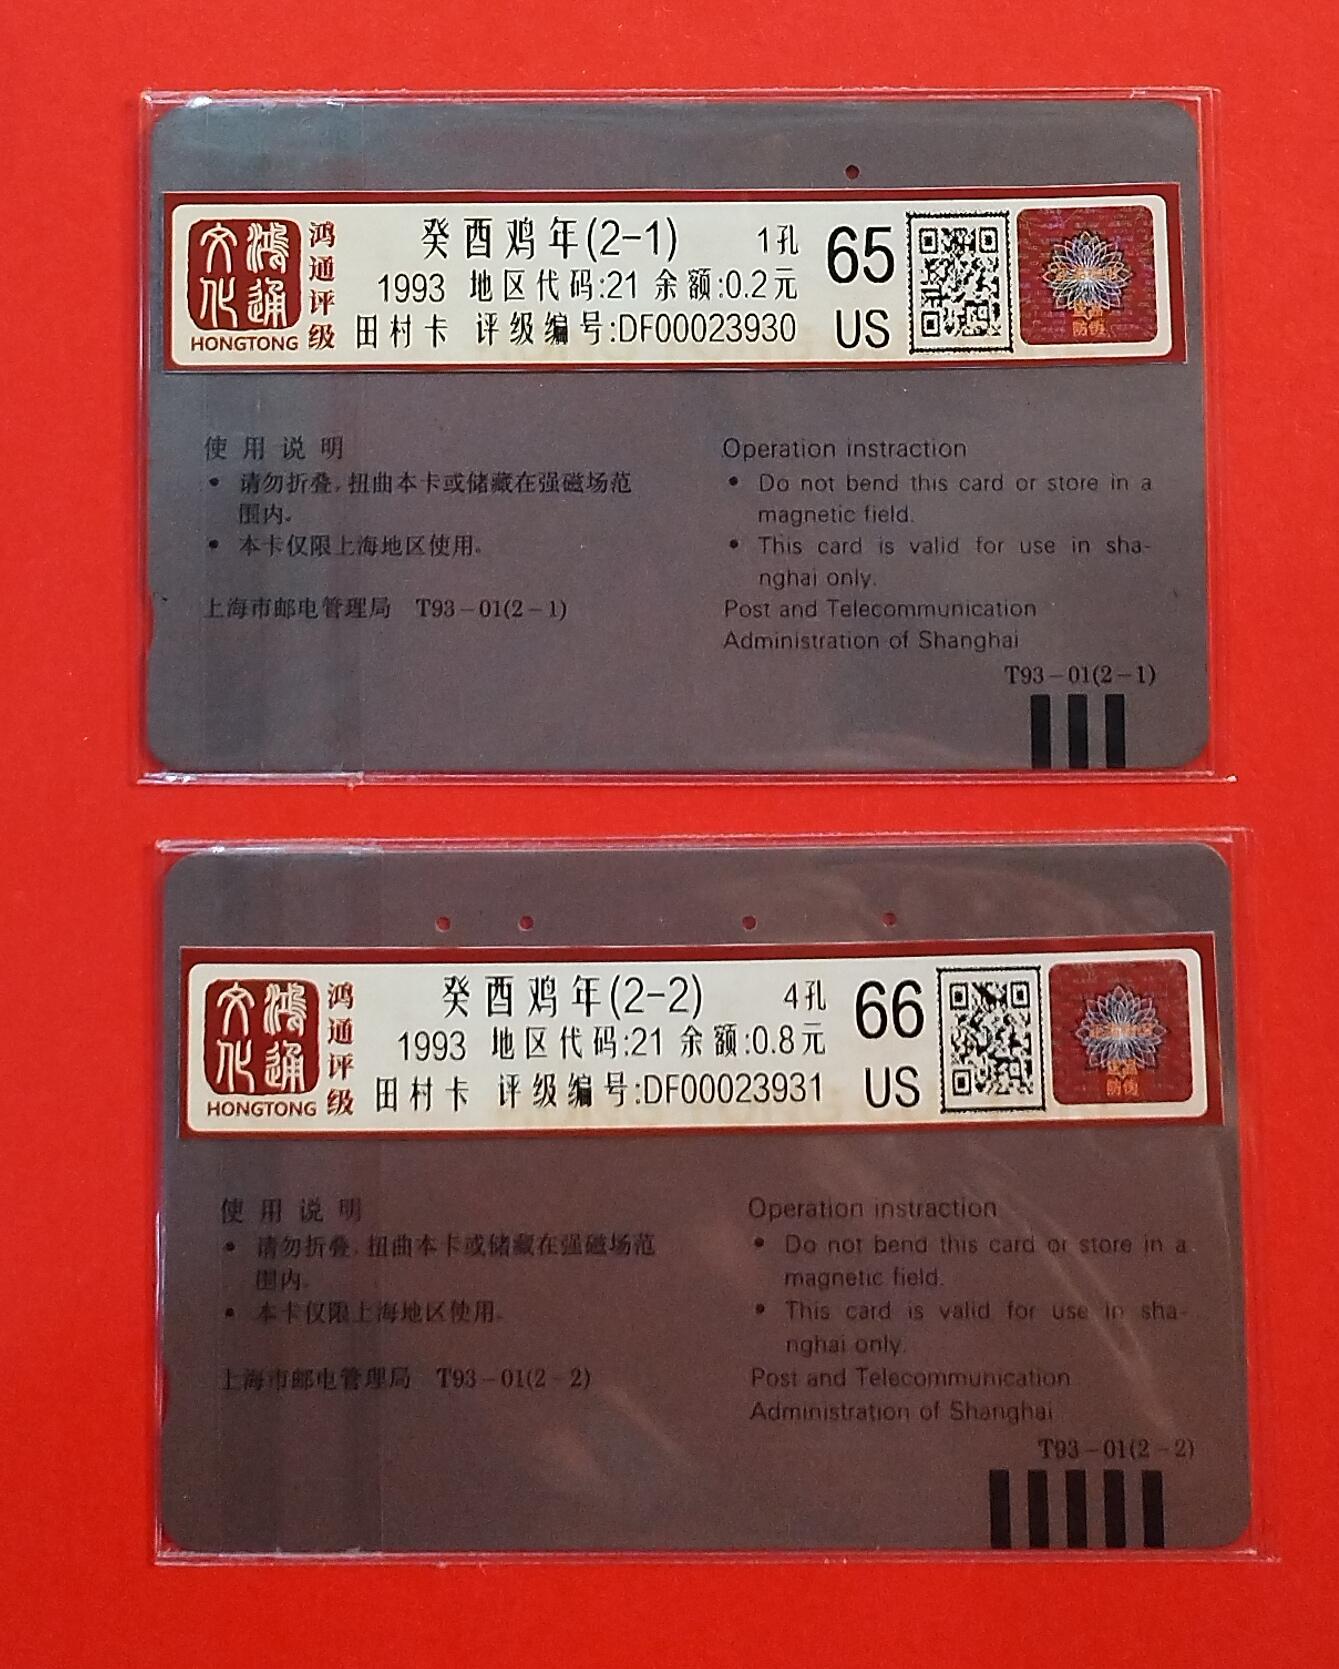 鸿通文化
HONGTONG
鸿通评级
癸酉鸡年(2-1) 1孔
1993 地区代码:21 余额:0.2元
田村卡 评级编号:DF00023930
65
US
防伪
使用说明
• 请勿折叠,扭曲本卡或储藏在强磁场范
围内。
• 本卡仅限上海地区使用。
上海市邮电管理局 T93-01(2-1)
Operation instraction
• Do not bend this card or store in a
magnetic field.
• This card is valid for use in sha-
nghai only.
Post and Telecommunication
Administration of Shanghai
T93-01(2-1)
鸿通文化
HONGTONG
鸿通评级
癸酉鸡年(2-2) 4孔
1993 地区代码:21 余额:0.8元
田村卡 评级编号:DF00023931
66
US
防伪
使用说明
• 请勿折叠,扭曲本卡或储藏在强磁场范
围内。
• 本卡仅限上海地区使用。
上海市邮电管理局 T93-01(2-2)
Operation instraction
• Do not bend this card or store in a
magnetic field.
• This card is valid for use in sha-
nghai only.
Post and Telecommunication
Administration of Shanghai
T93-01(2-2)